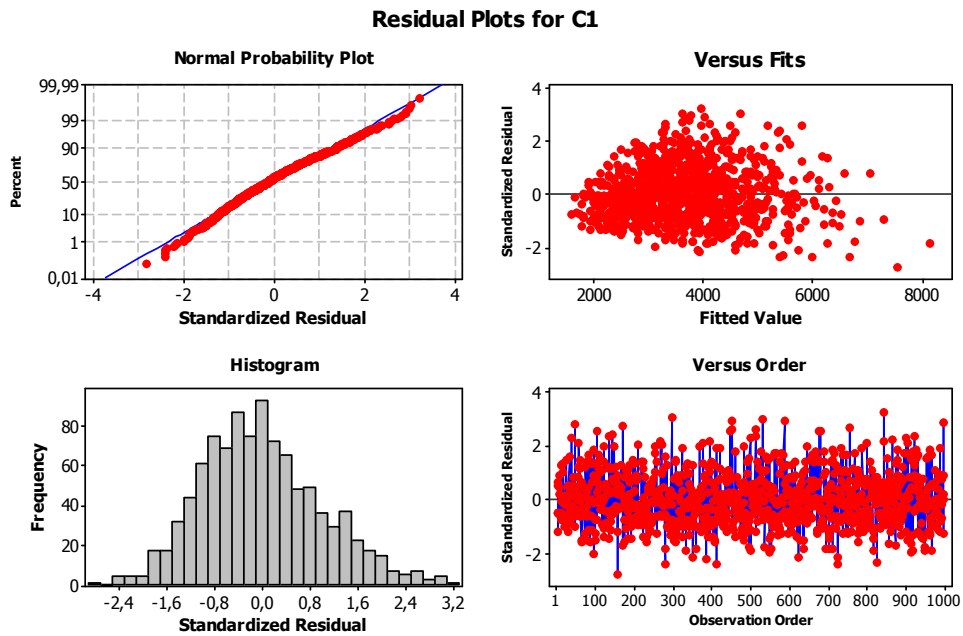 Residual Plots for C1
Normal Probability Plot
99,99
99
90
50
10
1
0,01
Percent
-4 -2 0 2 4
Standardized Residual
Versus Fits
4
2
0
-2
Standardized Residual
2000 4000 6000 8000
Fitted Value
Histogram
80
60
40
20
0
Frequency
-2,4 -1,6 -0,8 0,0 0,8 1,6 2,4 3,2
Standardized Residual
Versus Order
4
2
0
-2
Standardized Residual
1 100 200 300 400 500 600 700 800 900 1000
Observation Order